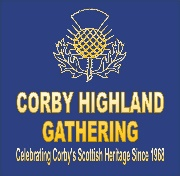 CORBY HIGHLAND
GATHERING
Celebrating Corby's Scottish Heritage Since 1968